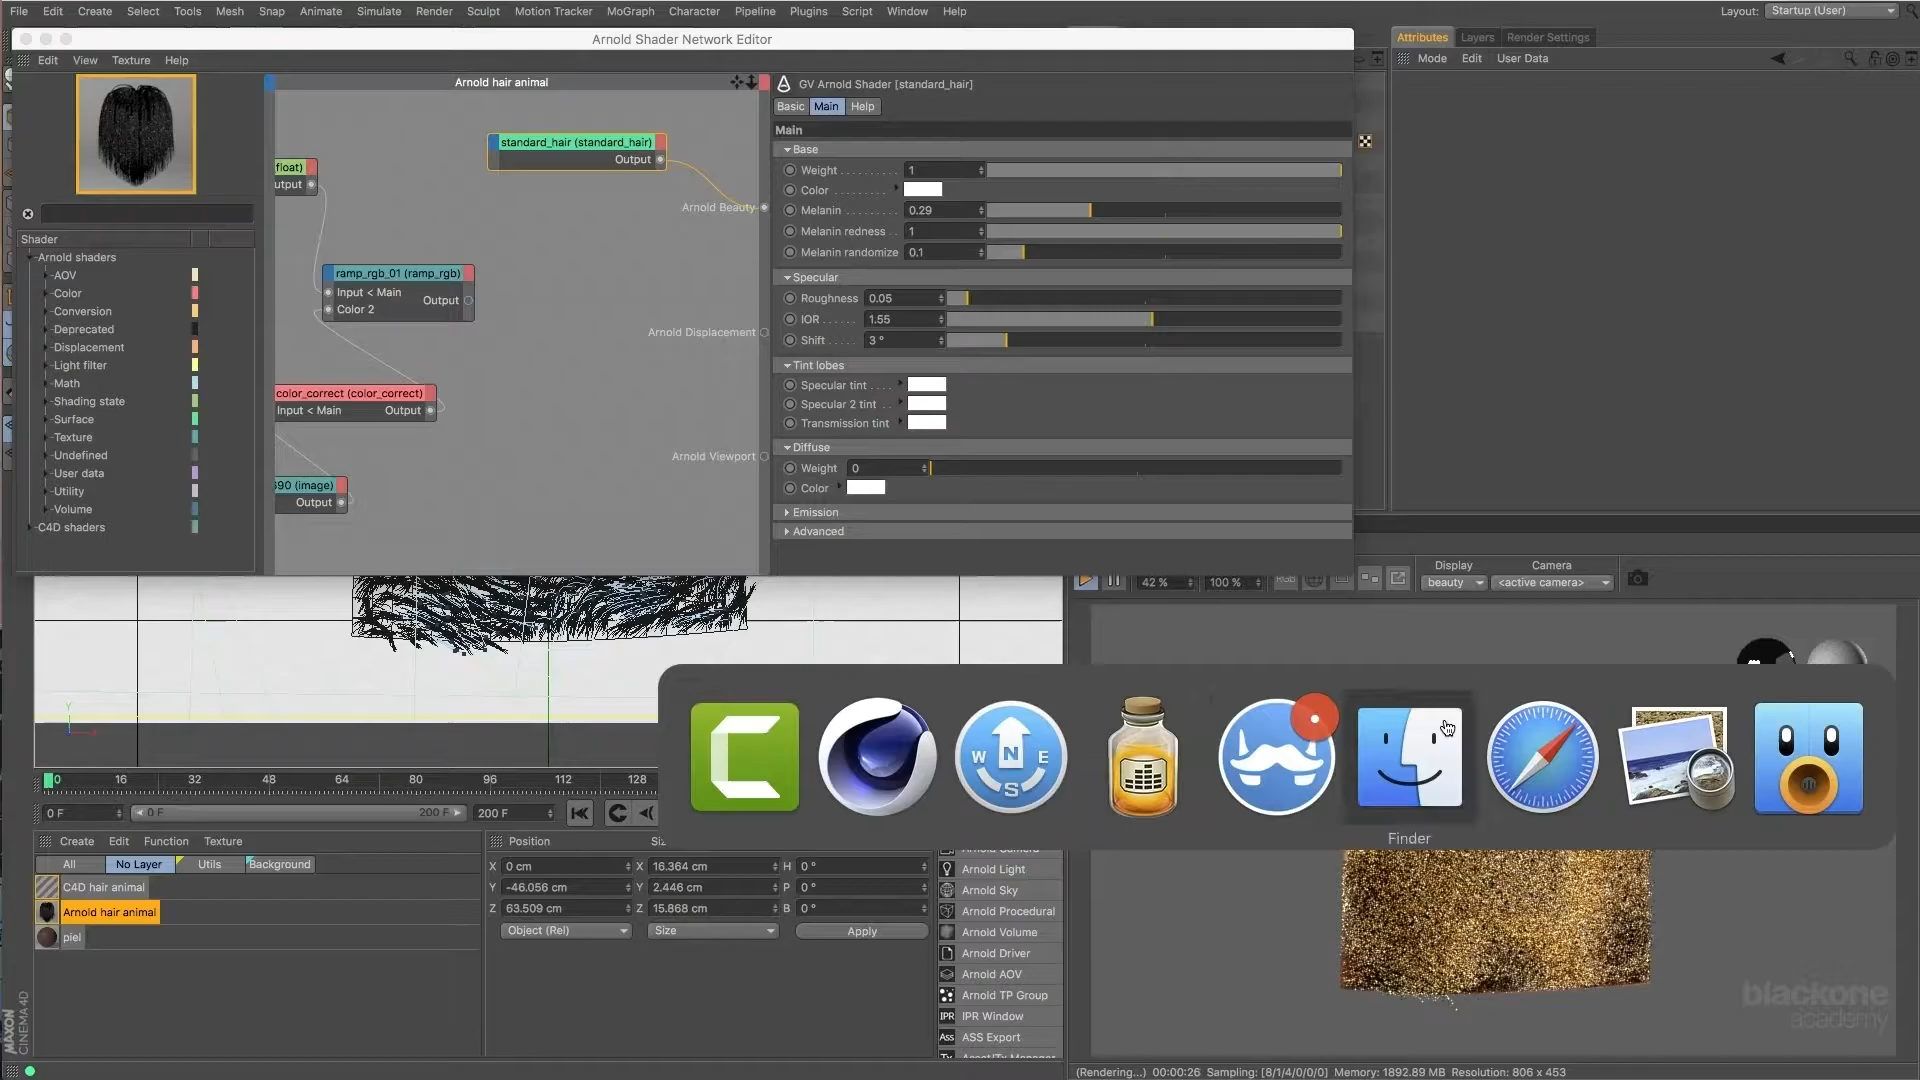 File Edit Create Select Tools Mesh Snap Animate Simulate Render Sculpt Motion Tracker MoGraph Character Pipeline Plugins Script Window Help Layout: Startup (User)
Arnold Shader Network Editor
Attributes Layers Render Settings
Edit View Texture Help
Mode Edit User Data
Arnold hair animal
GV Arnold Shader [standard_hair]
Basic Main Help
Main
Base
Weight 1
Color
Melanin 0.29
Melanin redness 1
Melanin randomize 0.1
Specular
Roughness 0.05
IOR 1.55
Shift 3 °
Tint lobes
Specular tint
Specular 2 tint
Transmission tint
Diffuse
Weight 0
Color
Emission
Advanced
standard_hair (standard_hair)
Output
Arnold Beauty
float)
utput
ramp_rgb_01 (ramp_rgb)
Input < Main
Output
Color 2
Arnold Displacement
color_correct (color_correct)
Input < Main Output
Arnold Viewport
390 (image)
Output
Shader
Arnold shaders
AOV
Color
Conversion
Deprecated
Displacement
Light filter
Math
Shading state
Surface
Texture
Undefined
User data
Utility
Volume
C4D shaders
Display Camera
42 % 100 % RGB beauty <active camera>
Y
W N E
S
Finder
0 16 32 48 64 80 96 112 128
0 F 0 F 200 F 200 F
Create Edit Function Texture
All No Layer Utils Background
C4D hair animal
Arnold hair animal
piel
Position
X 0 cm X 16.364 cm H 0 °
Y -46.056 cm Y 2.446 cm P 0 °
Z 63.509 cm Z 15.868 cm B 0 °
Object (Rel) Size Apply
Arnold Light
Arnold Sky
Arnold Procedural
Arnold Volume
Arnold Driver
Arnold AOV
Arnold TP Group
IPR IPR Window
Ass ASS Export
MAXON
CINEMA 4D
blackone
academy
(Rendering...) 00:00:26 Sampling: [8/1/4/0/0/0] Memory: 1892.89 MB Resolution: 806 x 453